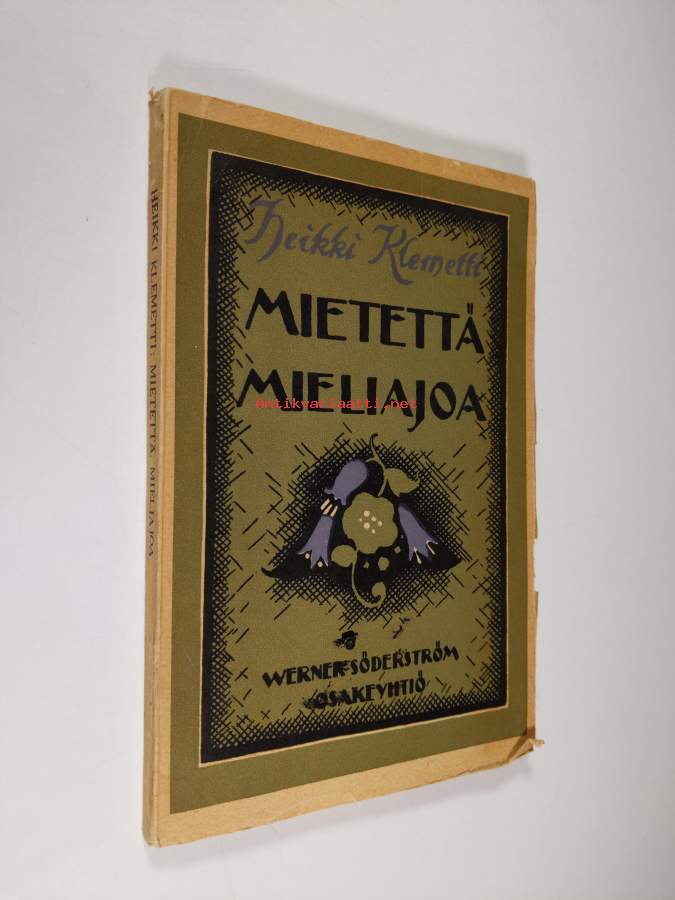 HEIKKI KLEMETTI: MIETETTÄ MIELIAJOA
Heikki Klemetti
MIETETTÄ
MIELIAJOA
Antikvariaatti.net
WERNER SÖDERSTRÖM
OSAKEYHTIÖ